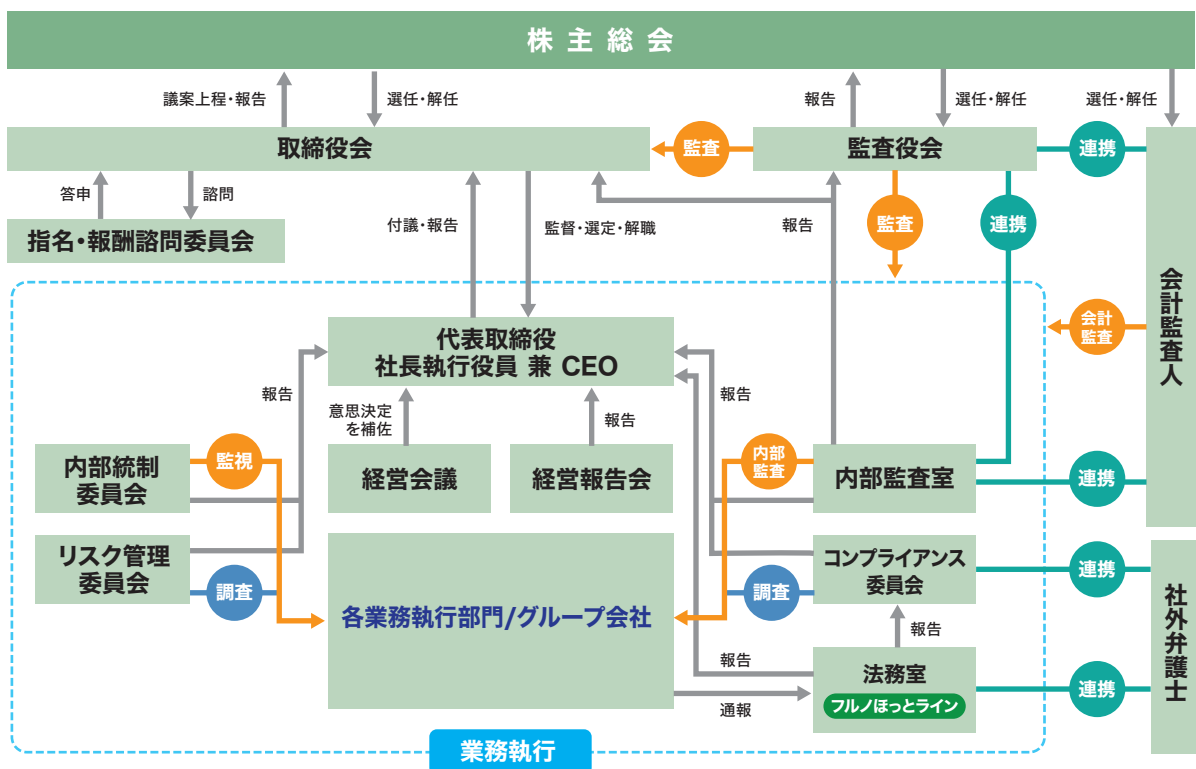 株主総会
議案上程・報告
選任・解任
報告
選任・解任
選任・解任
取締役会
監査
監査役会
連携
答申
諮問
付議・報告
監督・選定・解職
報告
監査
連携
指名・報酬諮問委員会
会計監査人
会計
監査
代表取締役
社長執行役員 兼 CEO
報告
意思決定
を補佐
報告
報告
内部統制
委員会
監視
経営会議
経営報告会
内部
監査
内部監査室
連携
リスク管理
委員会
調査
各業務執行部門/グループ会社
調査
コンプライアンス
委員会
連携
社外弁護士
報告
報告
法務室
フルノほっとライン
通報
連携
業務執行